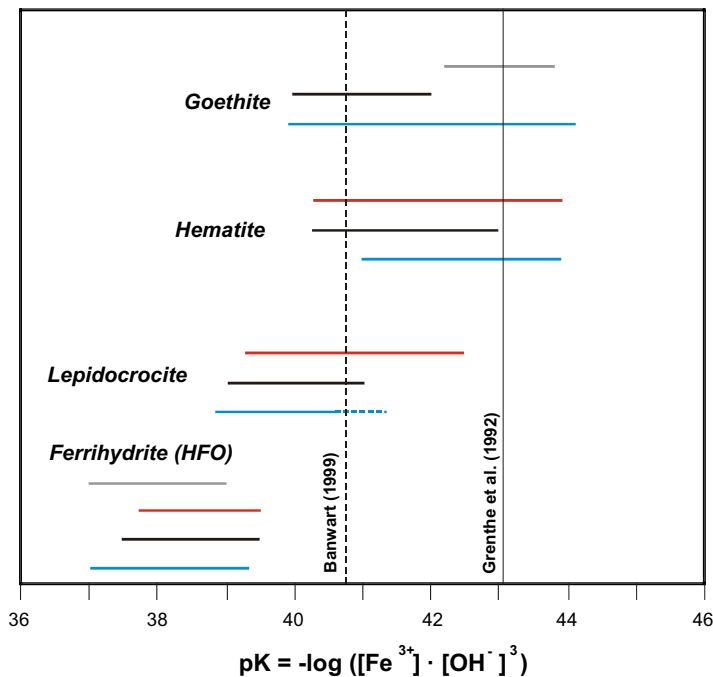 Goethite
Hematite
Lepidocrocite
Ferrihydrite (HFO)
Banwart (1999)
Grenthe et al. (1992)
36 38 40 42 44 46
pK = -log ([Fe³⁺] · [OH⁻]³)